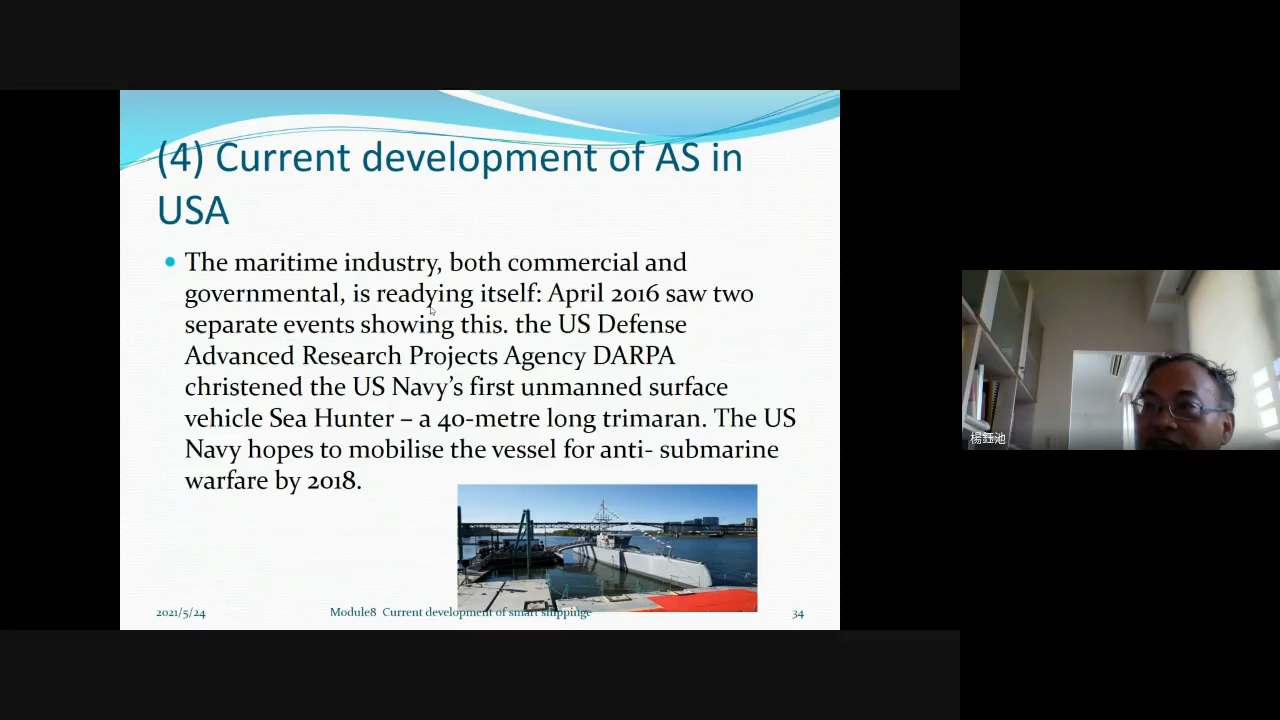 (4) Current development of AS in
USA
The maritime industry, both commercial and
governmental, is readying itself: April 2016 saw two
separate events showing this. the US Defense
Advanced Research Projects Agency DARPA
christened the US Navy’s first unmanned surface
vehicle Sea Hunter – a 40-metre long trimaran. The US
Navy hopes to mobilise the vessel for anti- submarine
warfare by 2018.
2021/5/24
Module8 Current development of smart shippinge
34
楊鈺池